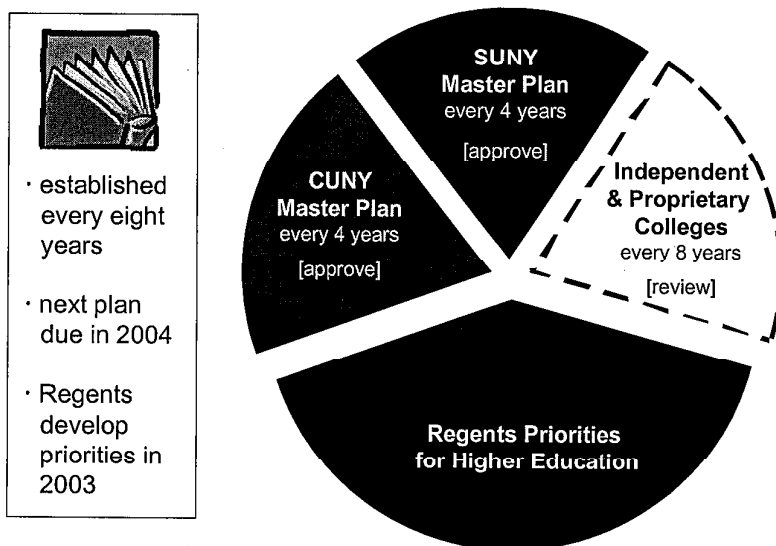 · established
every eight
years
· next plan
due in 2004
· Regents
develop
priorities in
2003
SUNY
Master Plan
every 4 years
[approve]
CUNY
Master Plan
every 4 years
[approve]
Independent
& Proprietary
Colleges
every 8 years
[review]
Regents Priorities
for Higher Education